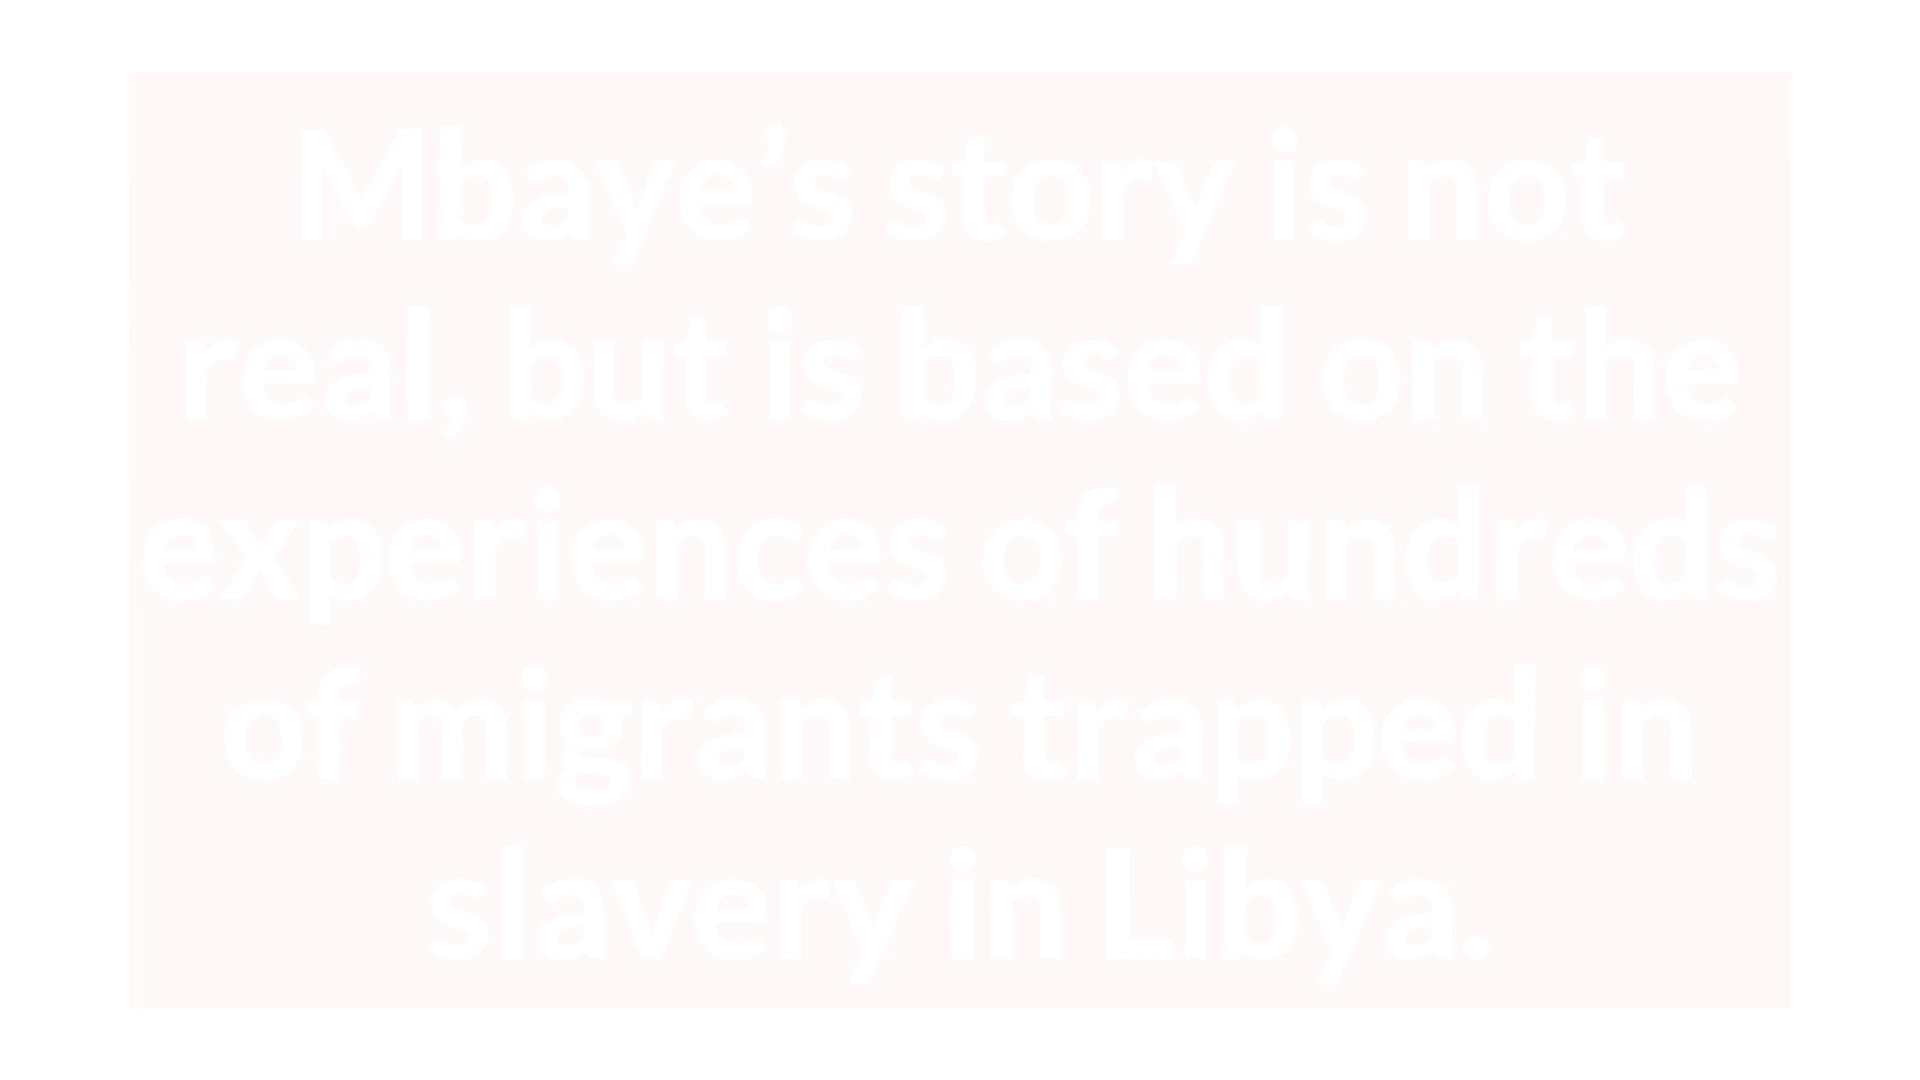 Mbaye’s story is not
real, but is based on the
experiences of hundreds
of migrants trapped in
slavery in Libya.